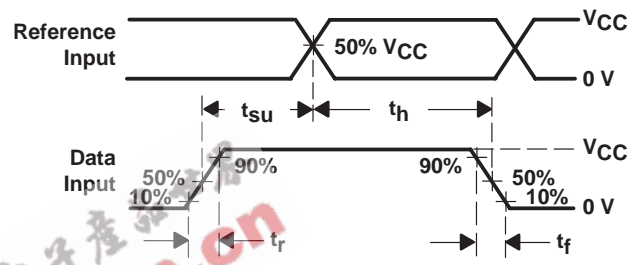 Reference
Input
VCC
50% VCC
0 V
tsu
th
Data
Input
VCC
90%
90%
50%
50%
10%
10%
0 V
tr
tf
.cn